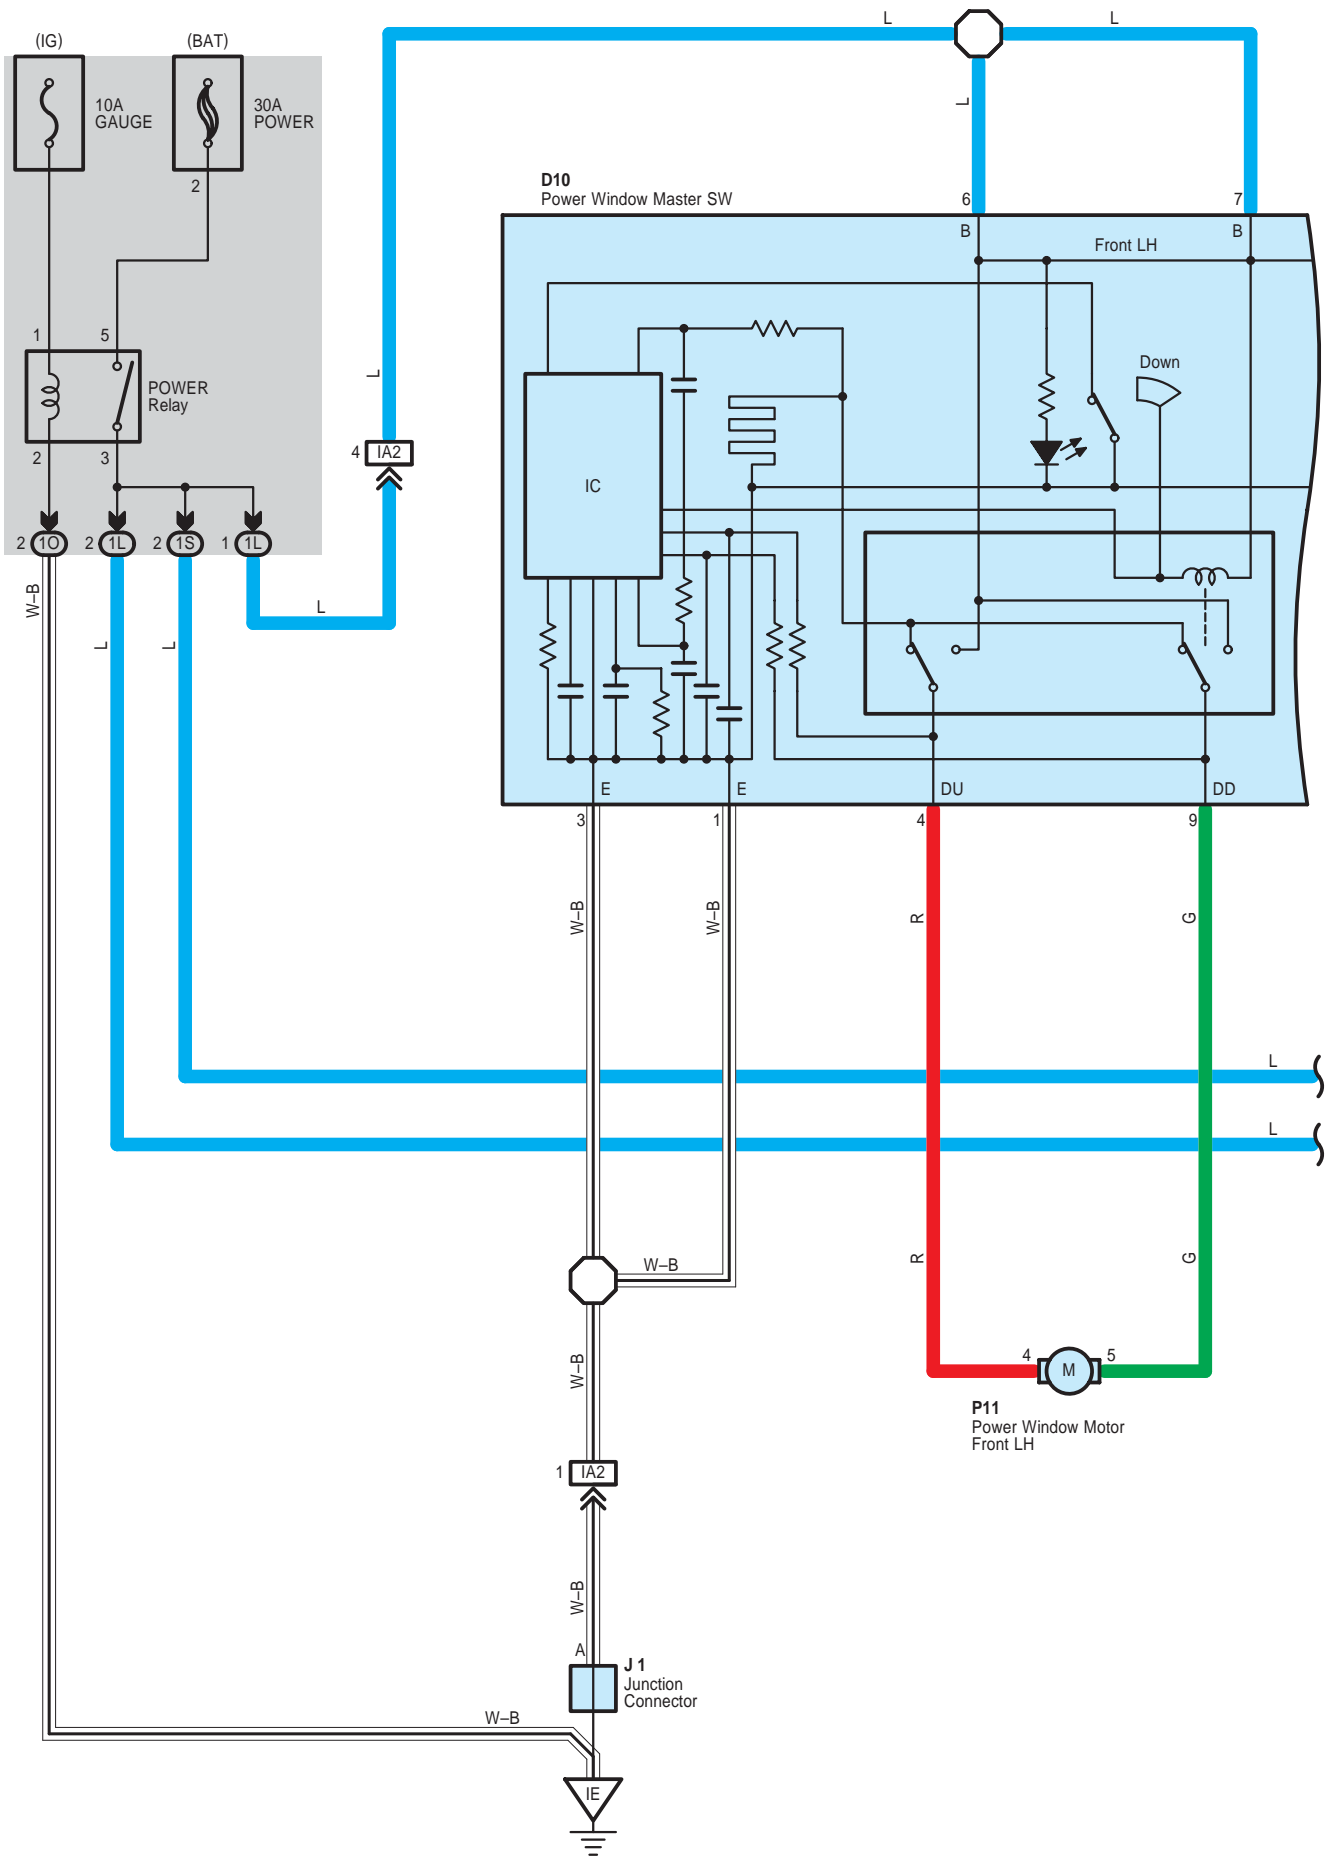 (IG)
(BAT)
L
L
10A
GAUGE
30A
POWER
2
L
D10
Power Window Master SW
6
7
B
Front LH
B
1
5
Down
POWER
Relay
L
2
3
4
IA2
IC
2
1O
2
1L
2
1S
1
1L
W–B
L
L
L
E
E
DU
DD
3
1
4
9
W–B
W–B
R
G
L
L
W–B
R
G
W–B
4
M
5
P11
Power Window Motor
Front LH
1
IA2
W–B
A
J 1
Junction
Connector
W–B
IE